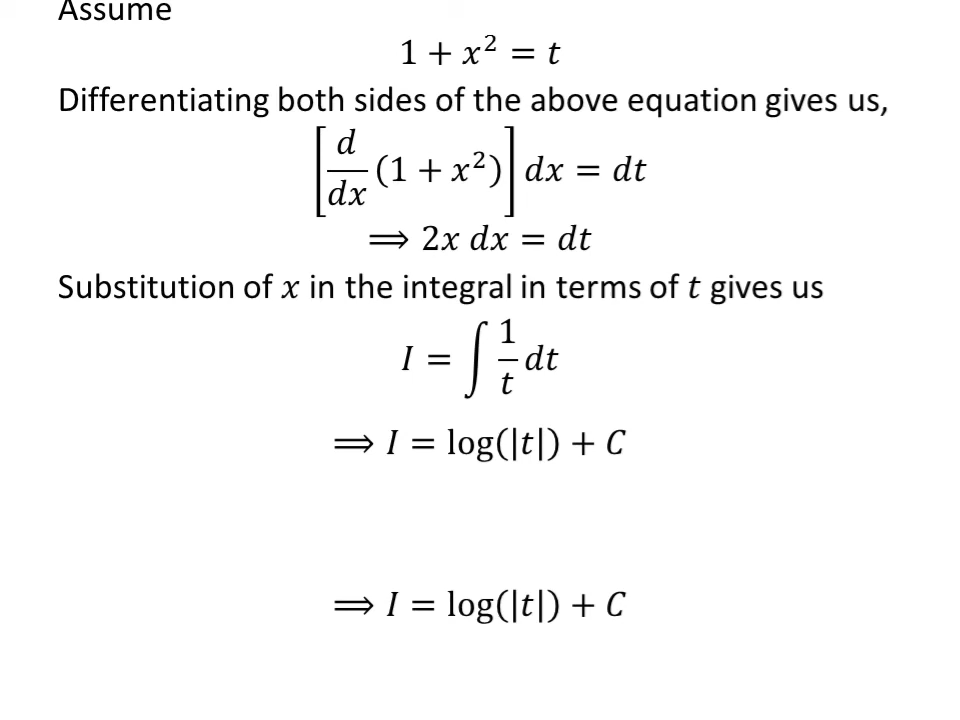 Assume
1 + x² = t
Differentiating both sides of the above equation gives us,
[d/dx (1 + x²)] dx = dt
⟹ 2x dx = dt
Substitution of x in the integral in terms of t gives us
I = ∫ 1/t dt
⟹ I = log(|t|) + C
⟹ I = log(|t|) + C